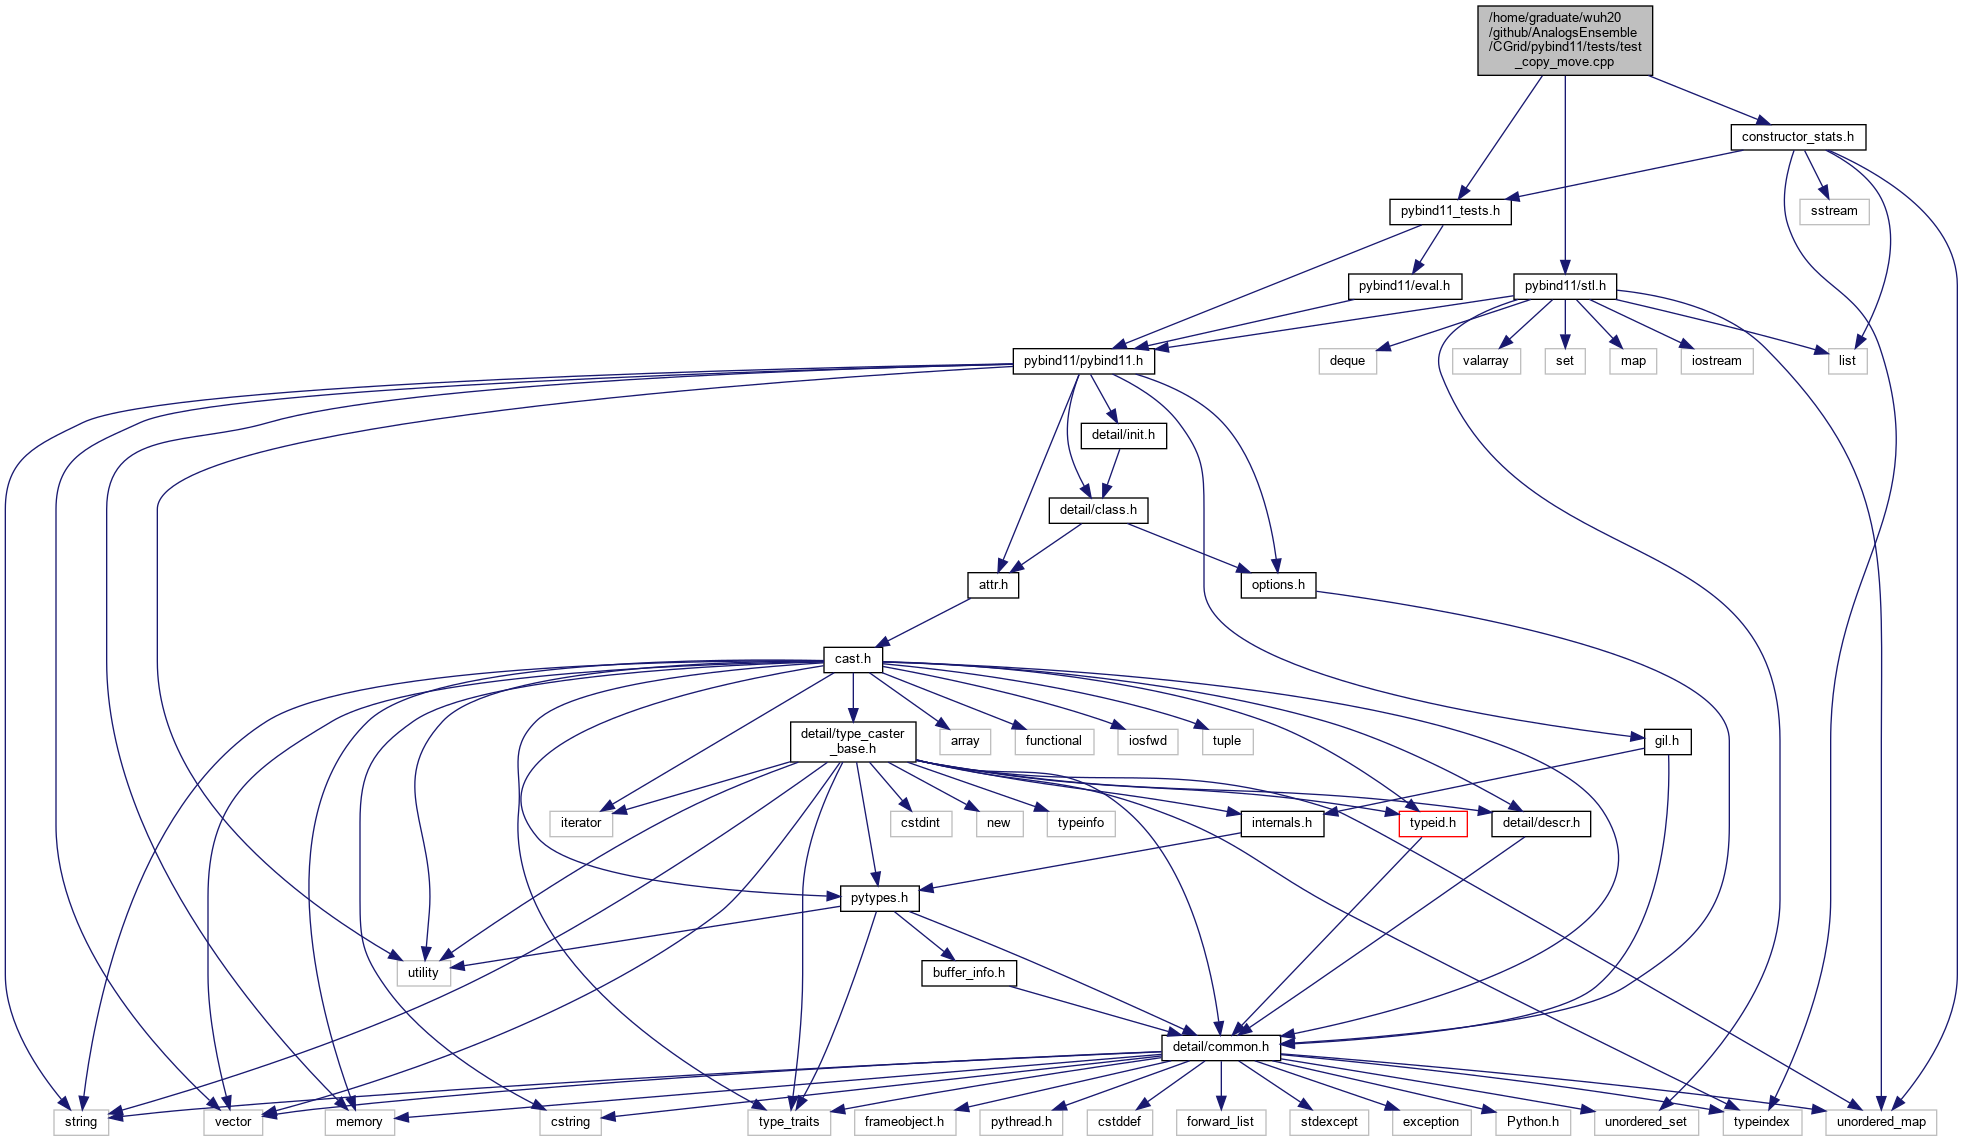 /home/graduate/wuh20
/github/AnalogsEnsemble
/CGrid/pybind11/tests/test
_copy_move.cpp
constructor_stats.h
pybind11_tests.h
sstream
pybind11/eval.h
pybind11/stl.h
pybind11/pybind11.h
deque
valarray
set
map
iostream
list
detail/init.h
detail/class.h
attr.h
options.h
cast.h
detail/type_caster
_base.h
array
functional
iosfwd
tuple
gil.h
iterator
cstdint
new
typeinfo
internals.h
typeid.h
detail/descr.h
pytypes.h
utility
buffer_info.h
detail/common.h
string
vector
memory
cstring
type_traits
frameobject.h
pythread.h
cstddef
forward_list
stdexcept
exception
Python.h
unordered_set
typeindex
unordered_map